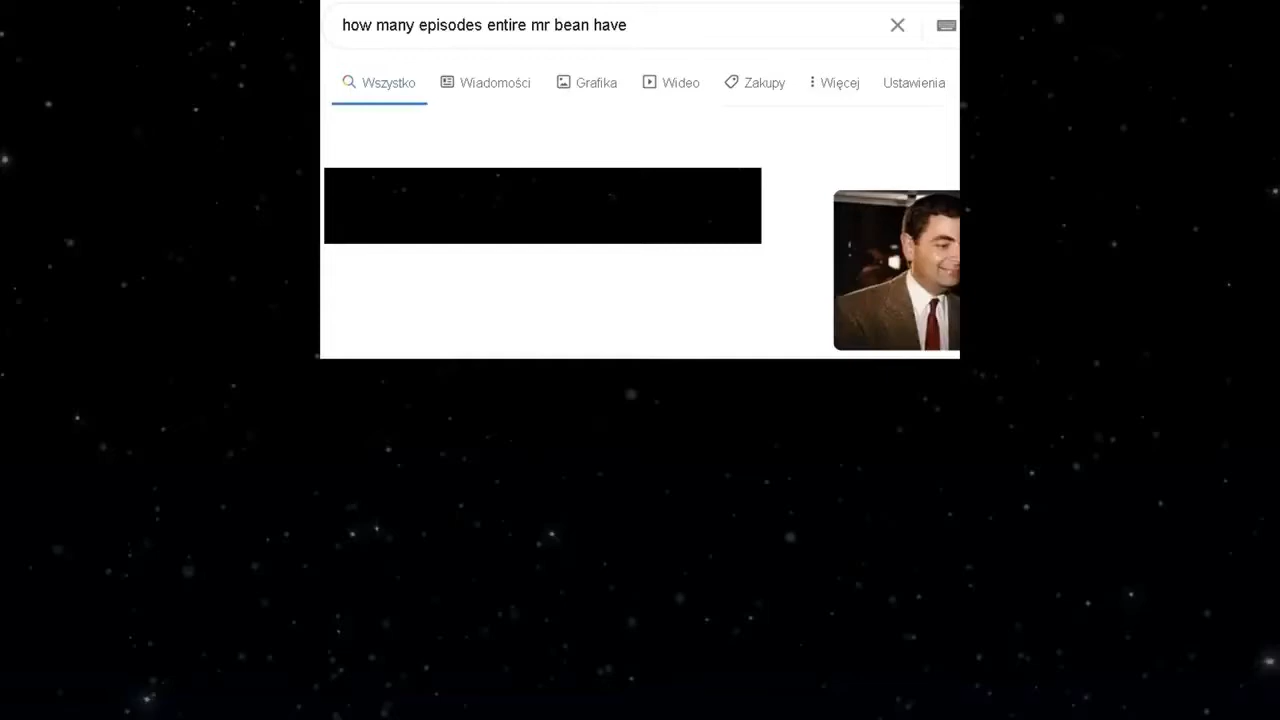 how many episodes entire mr bean have
Wszystko Wiadomości Grafika Wideo Zakupy Więcej Ustawienia